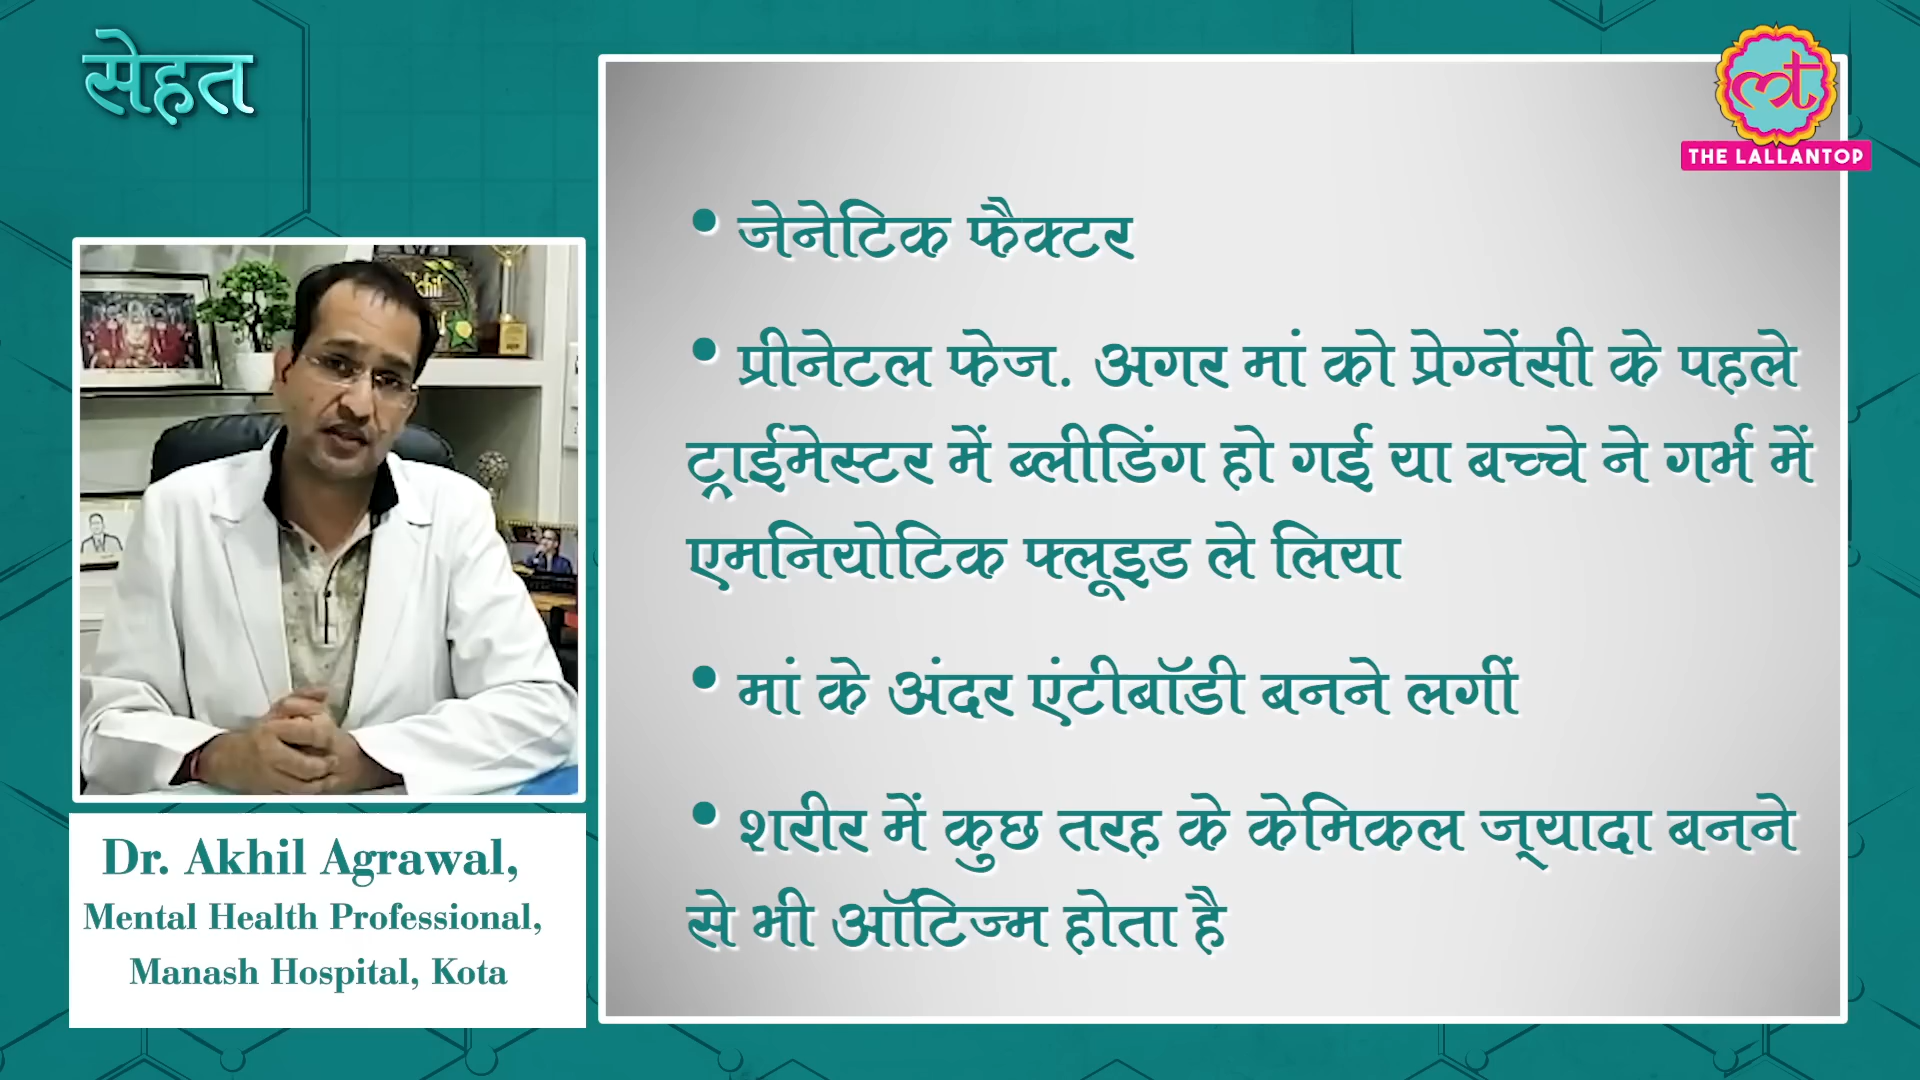 सेहत
THE LALLANTOP
• जेनेटिक फैक्टर
• प्रीनेटल फेज. अगर मां को प्रेग्नेंसी के पहले
ट्राईमेस्टर में ब्लीडिंग हो गई या बच्चे ने गर्भ में
एमनियोटिक फ्लूइड ले लिया
• मां के अंदर एंटीबॉडी बनने लगीं
• शरीर में कुछ तरह के केमिकल ज्यादा बनने
से भी ऑटिज्म होता है
Dr. Akhil Agrawal,
Mental Health Professional,
Manash Hospital, Kota